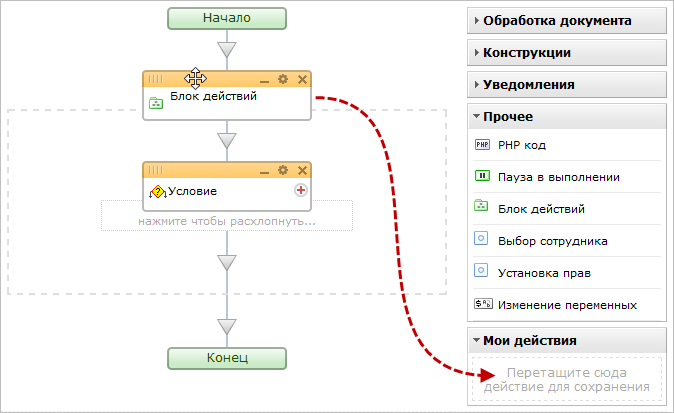 Начало
Блок действий
Условие
нажмите чтобы расхлопнуть...
Конец
Обработка документа
Конструкции
Уведомления
Прочее
PHP PHP код
Пауза в выполнении
Блок действий
Выбор сотрудника
Установка прав
$% Изменение переменных
Мои действия
Перетащите сюда
действие для сохранения